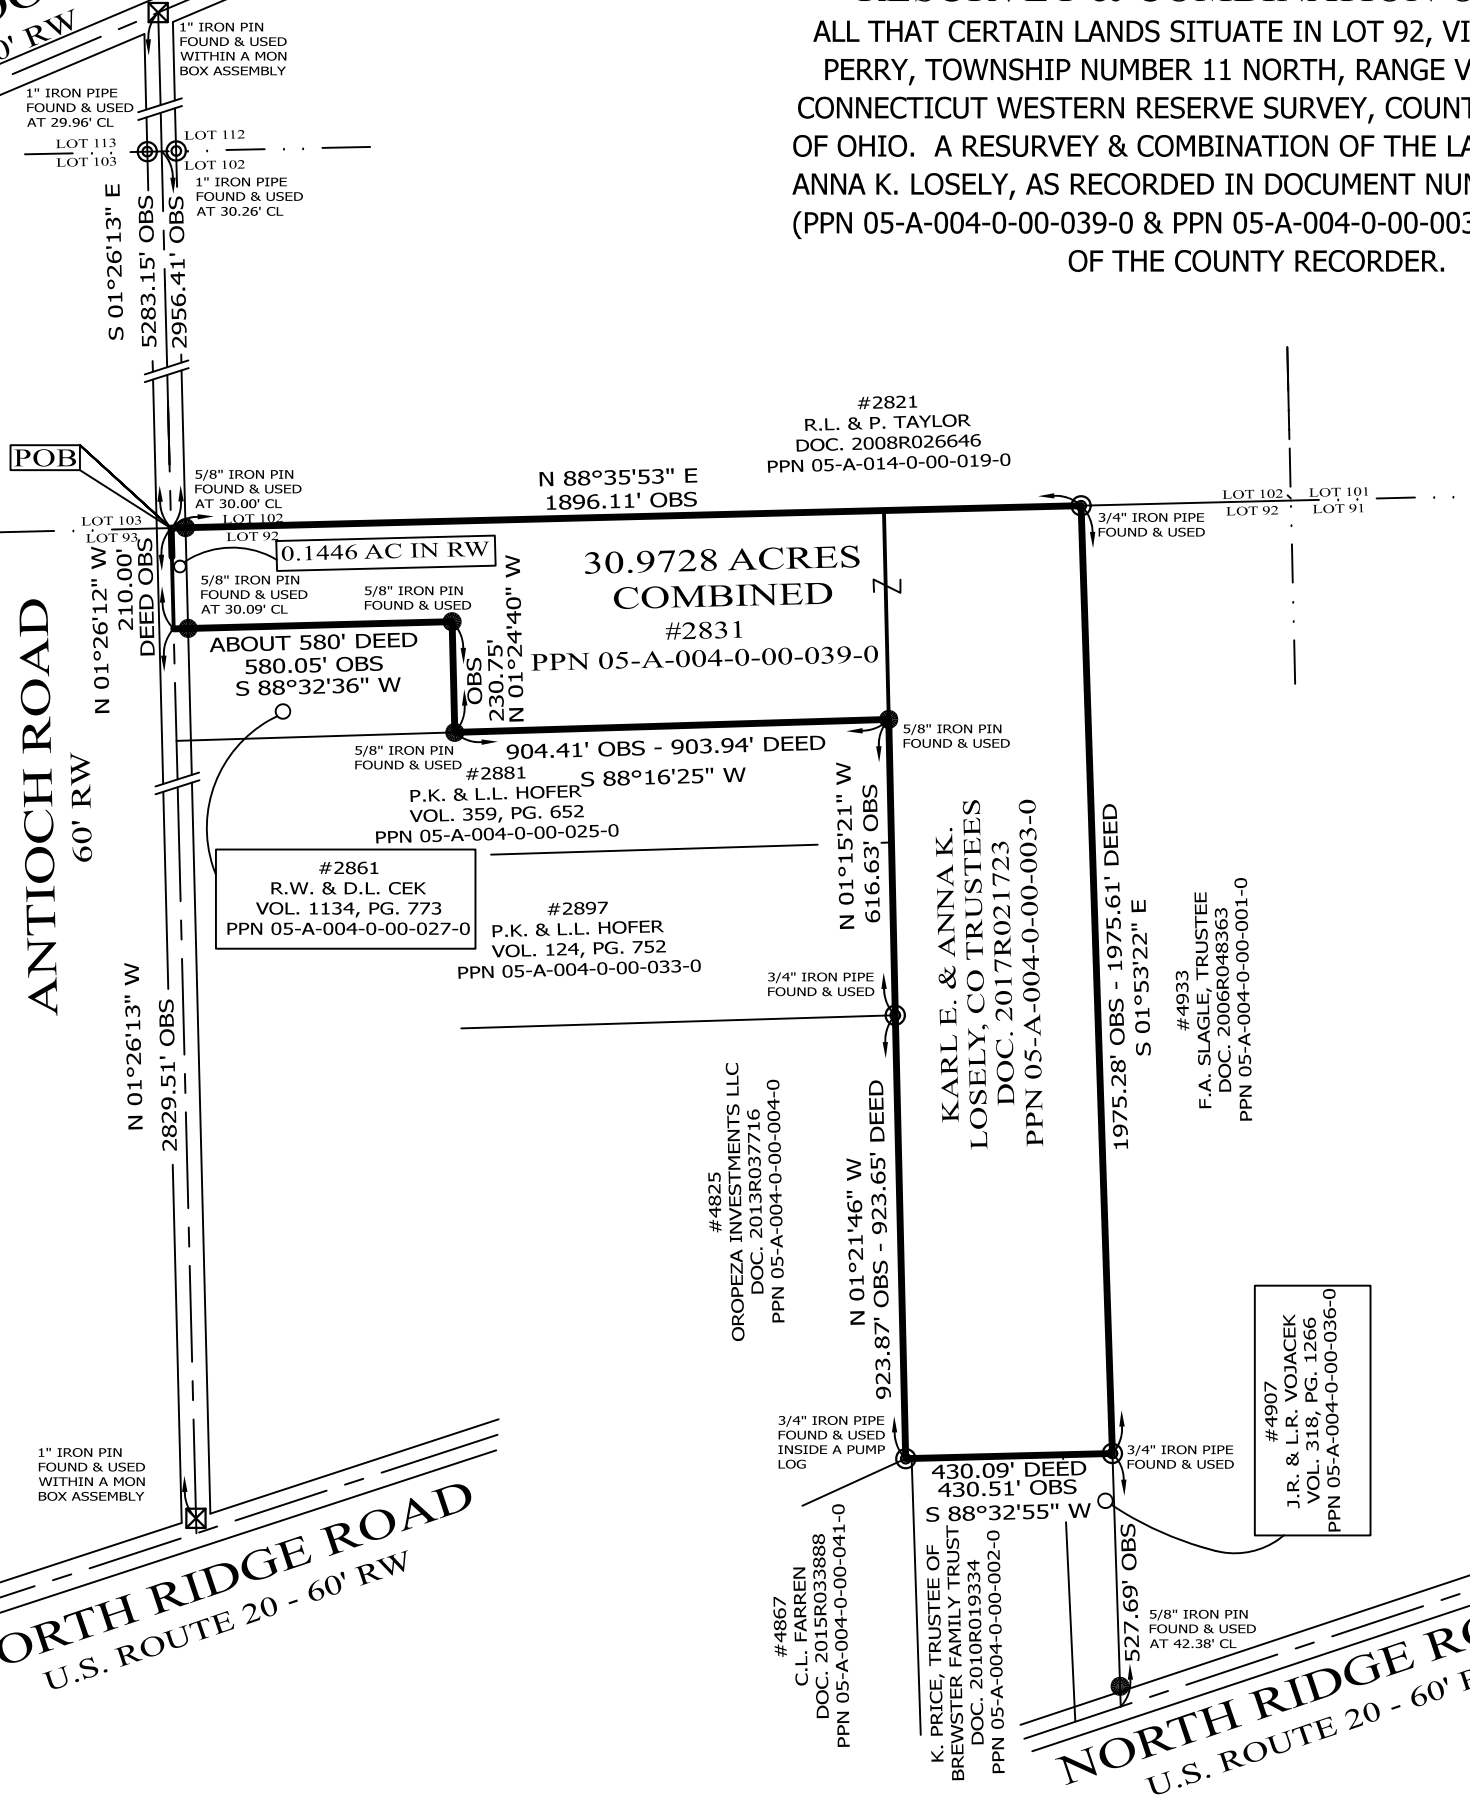 0' RW
1" IRON PIN
FOUND & USED
WITHIN A MON
BOX ASSEMBLY
ALL THAT CERTAIN LANDS SITUATE IN LOT 92,
PERRY, TOWNSHIP NUMBER 11 NORTH, RANGE
CONNECTICUT WESTERN RESERVE SURVEY,
OF OHIO. A RESURVEY & COMBINATION OF THE
ANNA K. LOSELY, AS RECORDED IN DOCUMENT
(PPN 05-A-004-0-00-039-0 & PPN 05-A-004-0-00-003
OF THE COUNTY RECORDER.
1" IRON PIPE
FOUND & USED
AT 29.96' CL
LOT 113
LOT 103
LOT 112
LOT 102
1" IRON PIPE
FOUND & USED
AT 30.26' CL
S 01°26'13" E
5283.15' OBS
2956.41' OBS
POB
5/8" IRON PIN
FOUND & USED
AT 30.00' CL
LOT 103
LOT 93
LOT 102
LOT 92
N 88°35'53" E
1896.11' OBS
#2821
R.L. & P. TAYLOR
DOC. 2008R026646
PPN 05-A-014-0-00-019-0
LOT 102
LOT 92
LOT 101
LOT 91
3/4" IRON PIPE
FOUND & USED
0.1446 AC IN RW
N 01°26'12" W
210.00'
DEED OBS
5/8" IRON PIN
FOUND & USED
AT 30.09' CL
5/8" IRON PIN
FOUND & USED
ABOUT 580' DEED
580.05' OBS
S 88°32'36" W
OBS
230.75'
N 01°24'40" W
30.9728 ACRES
COMBINED
#2831
PPN 05-A-004-0-00-039-0
Z
ANTIOCH ROAD
60' RW
5/8" IRON PIN
FOUND & USED
904.41' OBS - 903.94' DEED
S 88°16'25" W
5/8" IRON PIN
FOUND & USED
#2881
P.K. & L.L. HOFER
VOL. 359, PG. 652
PPN 05-A-004-0-00-025-0
#2861
R.W. & D.L. CEK
VOL. 1134, PG. 773
PPN 05-A-004-0-00-027-0
#2897
P.K. & L.L. HOFER
VOL. 124, PG. 752
PPN 05-A-004-0-00-033-0
N 01°15'21" W
616.63' OBS
3/4" IRON PIPE
FOUND & USED
KARL E. & ANNA K.
LOSELY, CO TRUSTEES
DOC. 2017R021723
PPN 05-A-004-0-00-003-0
1975.28' OBS - 1975.61' DEED
S 01°53'22" E
#4933
F.A. SLAGLE, TRUSTEE
DOC. 2006R048363
PPN 05-A-004-0-00-001-0
N 01°26'13" W
2829.51' OBS
#4825
OROPEZA INVESTMENTS LLC
DOC. 2013R037716
PPN 05-A-004-0-00-004-0
N 01°21'46" W
923.87' OBS - 923.65' DEED
#4907
J.R. & L.R. VOJACEK
VOL. 318, PG. 1266
PPN 05-A-004-0-00-036-0
3/4" IRON PIPE
FOUND & USED
INSIDE A PUMP
LOG
3/4" IRON PIPE
FOUND & USED
430.09' DEED
430.51' OBS
S 88°32'55" W
1" IRON PIN
FOUND & USED
WITHIN A MON
BOX ASSEMBLY
ORTH RIDGE ROAD
U.S. ROUTE 20 - 60' RW
#4867
C.L. FARREN
DOC. 2015R033888
PPN 05-A-004-0-00-041-0
K. PRICE, TRUSTEE OF
BREWSTER FAMILY TRUST
DOC. 2010R019334
PPN 05-A-004-0-00-002-0
527.69' OBS
5/8" IRON PIN
FOUND & USED
AT 42.38' CL
NORTH RIDGE
U.S. ROUTE 20 - 60'